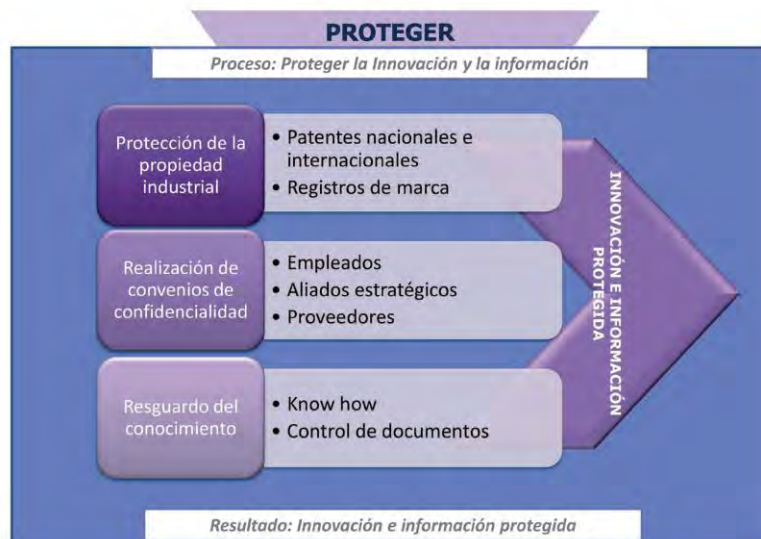 PROTEGER
Proceso: Proteger la Innovación y la información
Protección de la
propiedad
industrial
• Patentes nacionales e
internacionales
• Registros de marca
Realización de
convenios de
confidencialidad
• Empleados
• Aliados estratégicos
• Proveedores
Resguardo del
conocimiento
• Know how
• Control de documentos
INNOVACIÓN E INFORMACIÓN
PROTEGIDA
Resultado: Innovación e información protegida